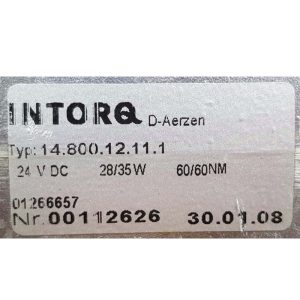 INTORQ D-Aerzen
Typ: 14.800.12.11.1
24 V DC 28/35W 60/60NM
01266657
Nr. 00112626 30.01.08